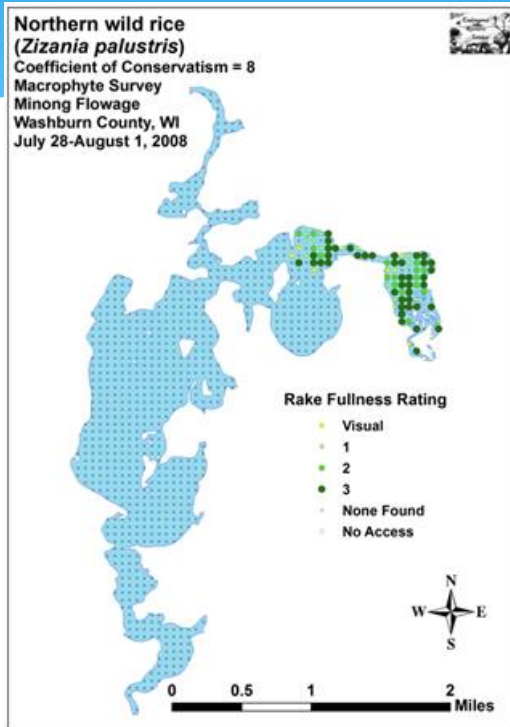 Northern wild rice
(Zizania palustris)
Coefficient of Conservatism = 8
Macrophyte Survey
Minong Flowage
Washburn County, WI
July 28-August 1, 2008
Rake Fullness Rating
Visual
1
2
3
None Found
No Access
N
W E
S
0 0.5 1 2
Miles